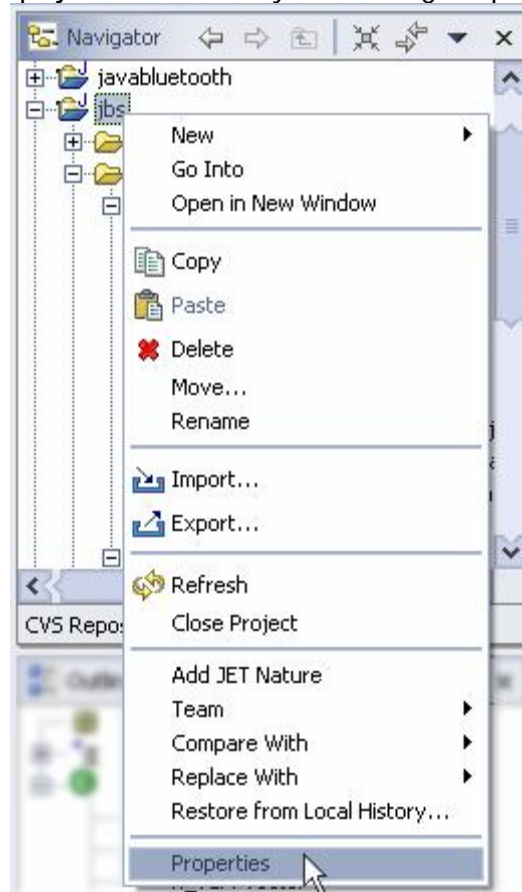 Navigator
javabluetooth
jbs
New
Go Into
Open in New Window
Copy
Paste
Delete
Move...
Rename
Import...
Export...
Refresh
CVS Repo
Close Project
Add JET Nature
Team
Compare With
Replace With
Restore from Local History...
Properties